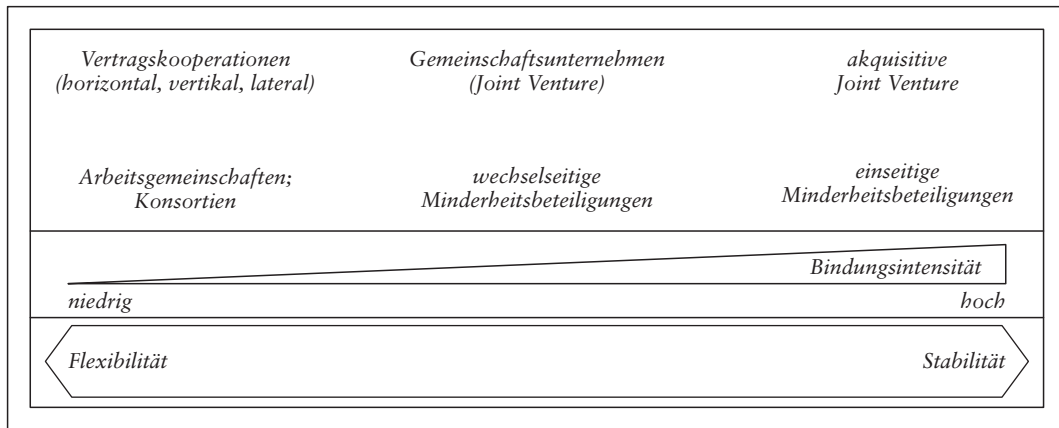 Vertragskooperationen
(horizontal, vertikal, lateral)
Gemeinschaftsunternehmen
(Joint Venture)
akquisitive
Joint Venture
Arbeitsgemeinschaften;
Konsortien
wechselseitige
Minderheitsbeteiligungen
einseitige
Minderheitsbeteiligungen
Bindungsintensität
niedrig
hoch
Flexibilität
Stabilität